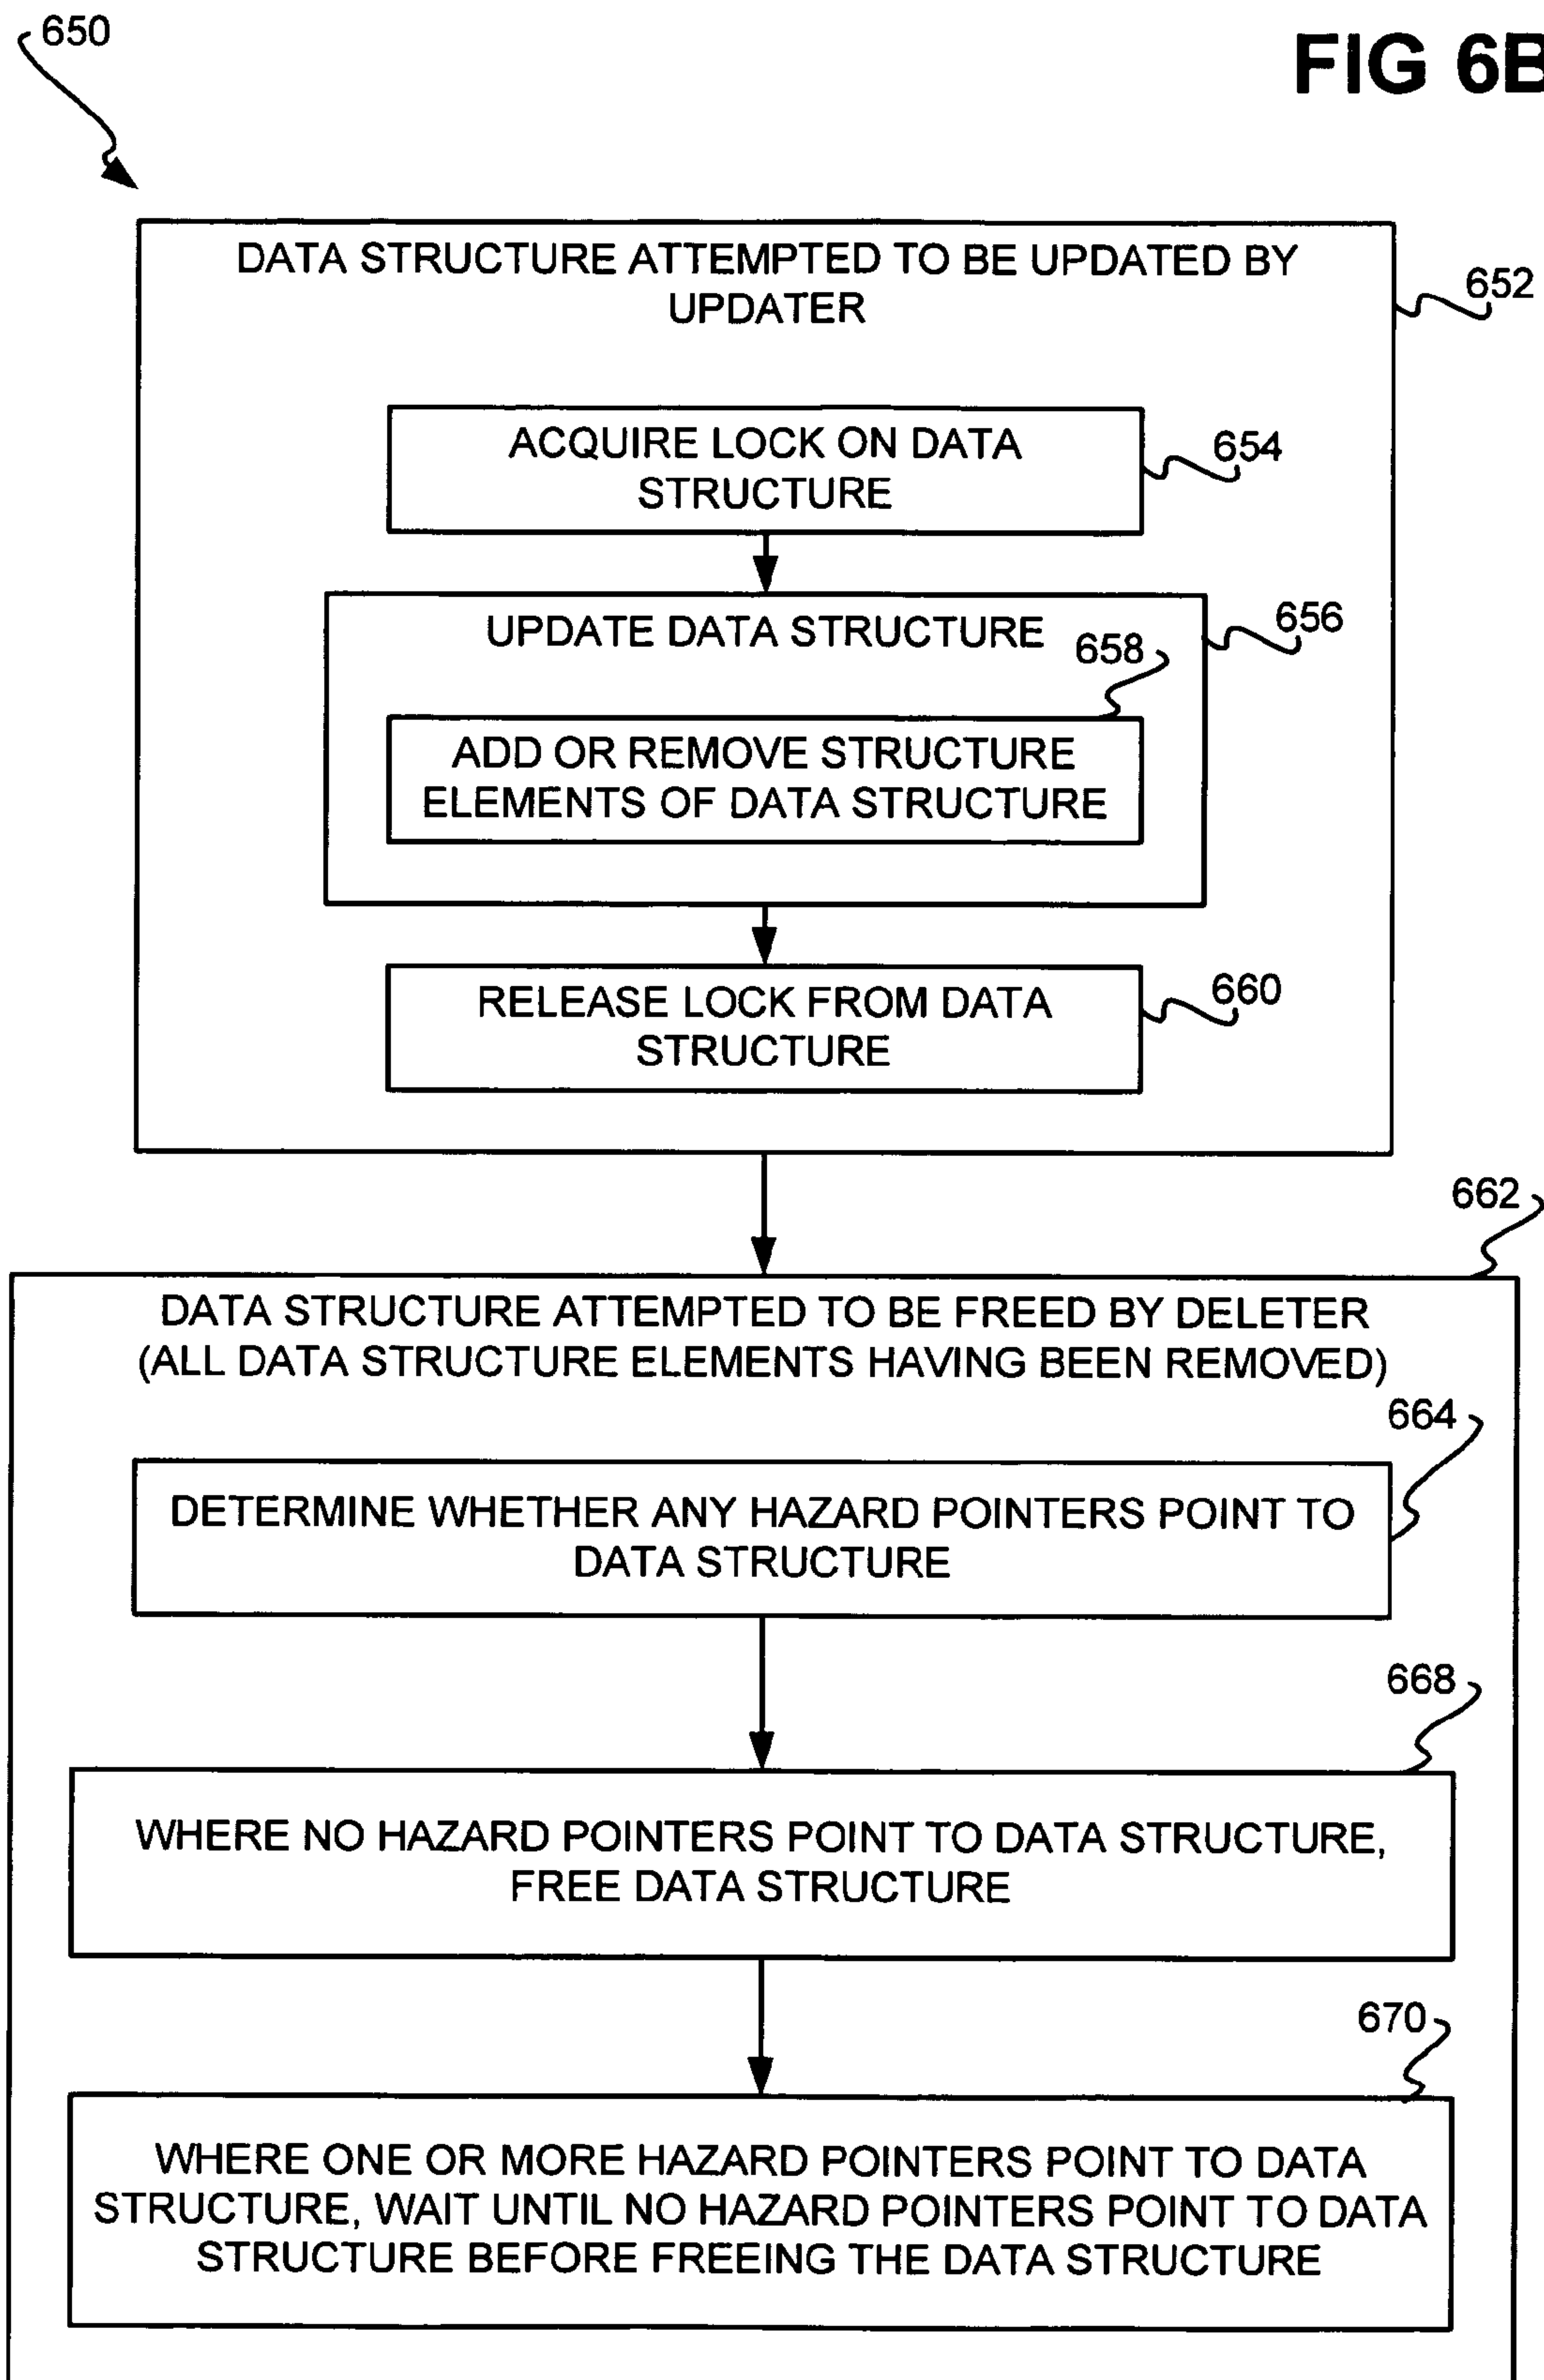 650
FIG 6B
DATA STRUCTURE ATTEMPTED TO BE UPDATED BY
UPDATER
652
ACQUIRE LOCK ON DATA
STRUCTURE
654
UPDATE DATA STRUCTURE
656
658
ADD OR REMOVE STRUCTURE
ELEMENTS OF DATA STRUCTURE
RELEASE LOCK FROM DATA
STRUCTURE
660
662
DATA STRUCTURE ATTEMPTED TO BE FREED BY DELETER
(ALL DATA STRUCTURE ELEMENTS HAVING BEEN REMOVED)
664
DETERMINE WHETHER ANY HAZARD POINTERS POINT TO
DATA STRUCTURE
668
WHERE NO HAZARD POINTERS POINT TO DATA STRUCTURE,
FREE DATA STRUCTURE
670
WHERE ONE OR MORE HAZARD POINTERS POINT TO DATA
STRUCTURE, WAIT UNTIL NO HAZARD POINTERS POINT TO DATA
STRUCTURE BEFORE FREEING THE DATA STRUCTURE